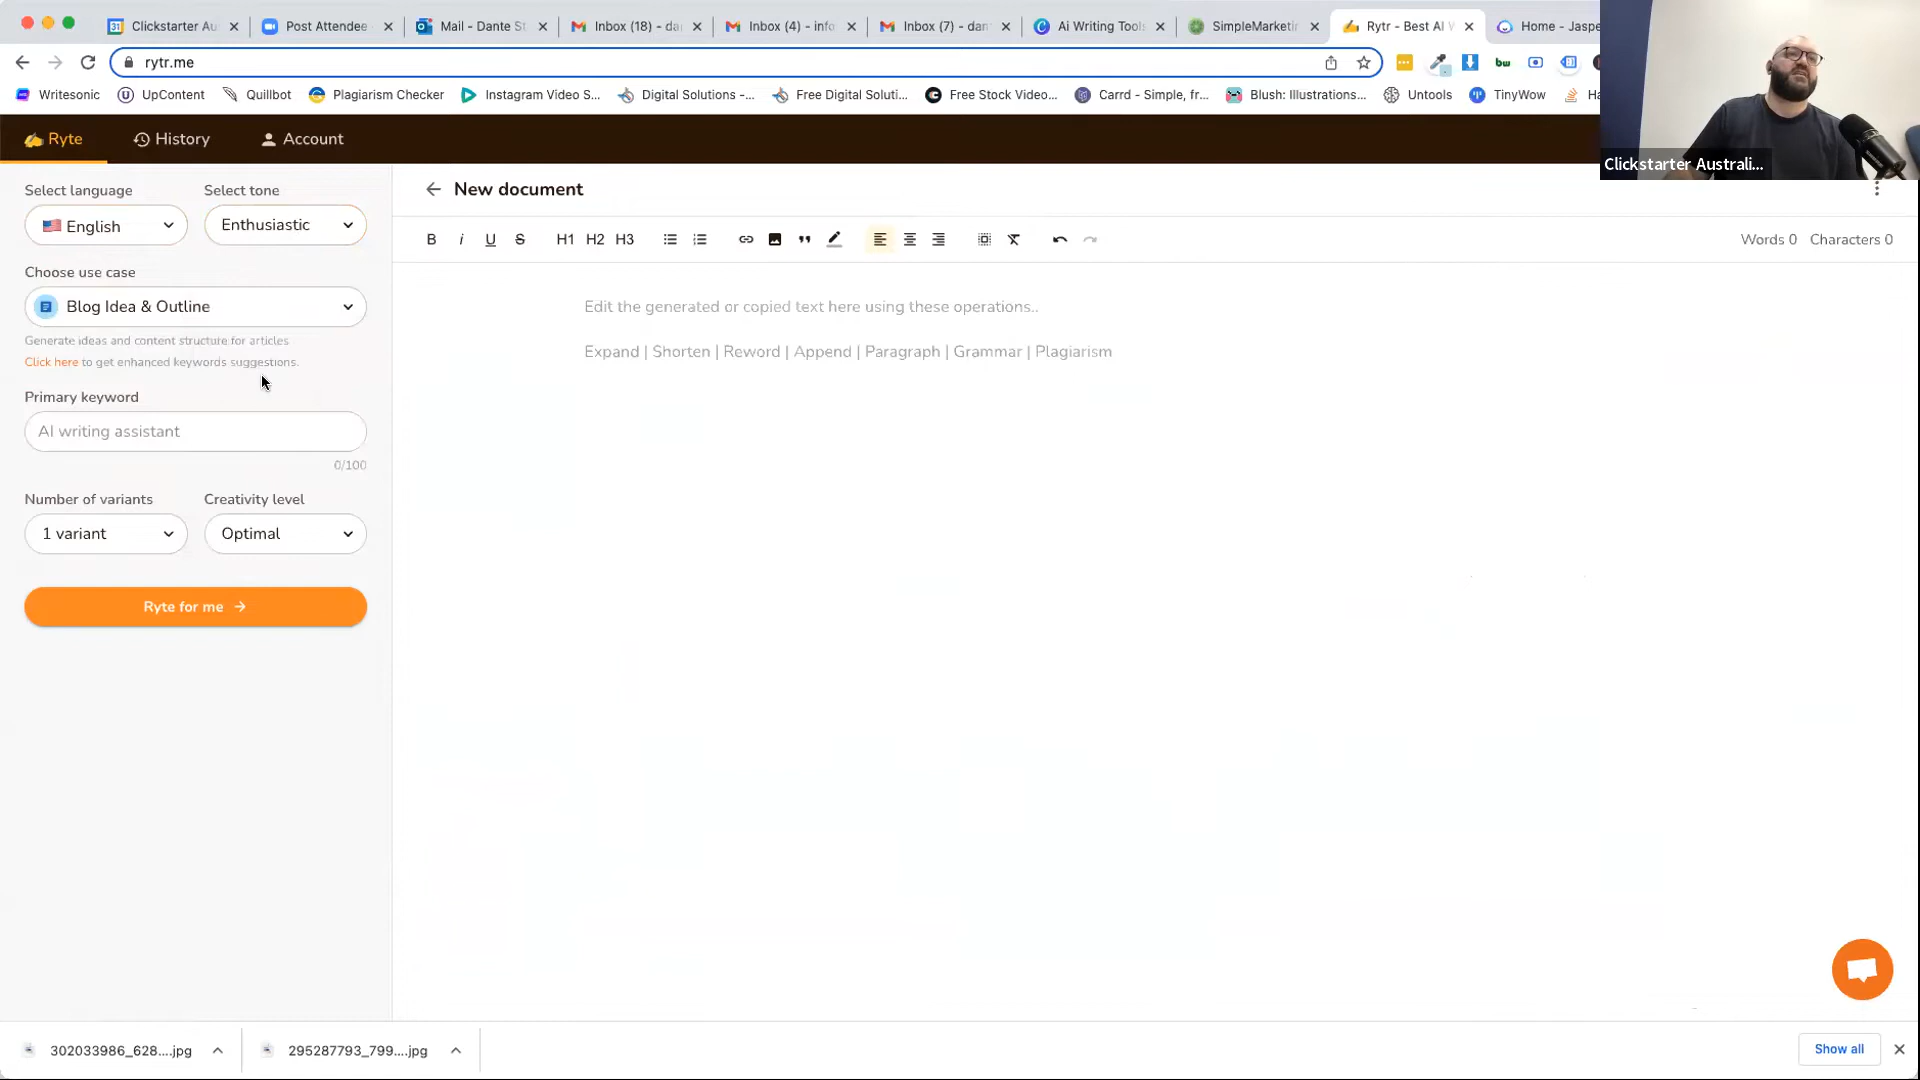 Clickstarter Au
Post Attendee
Mail - Dante St
Inbox (18) - da
Inbox (4) - info
Inbox (7) - dan
Ai Writing Tools
SimpleMarketin
Rytr - Best AI W
Home - Jaspe
rytr.me
Writesonic
UpContent
Quillbot
Plagiarism Checker
Instagram Video S...
Digital Solutions –...
Free Digital Soluti...
Free Stock Video...
Carrd - Simple, fr...
Blush: Illustrations...
Untools
TinyWow
Ryte
History
Account
Clickstarter Australi...
Select language
Select tone
English
Enthusiastic
Choose use case
Blog Idea & Outline
Generate ideas and content structure for articles
Click here to get enhanced keywords suggestions.
Primary keyword
AI writing assistant
0/100
Number of variants
Creativity level
1 variant
Optimal
Ryte for me →
New document
B i U S H1 H2 H3
Words 0 Characters 0
Edit the generated or copied text here using these operations..
Expand | Shorten | Reword | Append | Paragraph | Grammar | Plagiarism
302033986_628....jpg
295287793_799....jpg
Show all